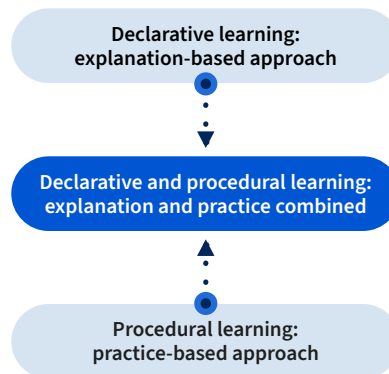 Declarative learning:
explanation-based approach
Declarative and procedural learning:
explanation and practice combined
Procedural learning:
practice-based approach